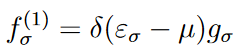 f_σ^{(1)} = δ(ε_σ − μ)g_σ